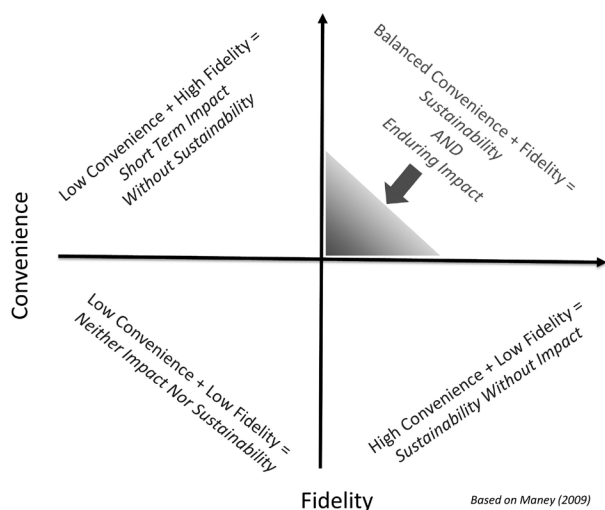 Low Convenience + High Fidelity =
Short Term Impact
Without Sustainability
Balanced Convenience + Fidelity =
Sustainability
AND
Enduring Impact
Convenience
Low Convenience + Low Fidelity =
Neither Impact Nor Sustainability
High Convenience + Low Fidelity =
Sustainability Without Impact
Fidelity
Based on Maney (2009)